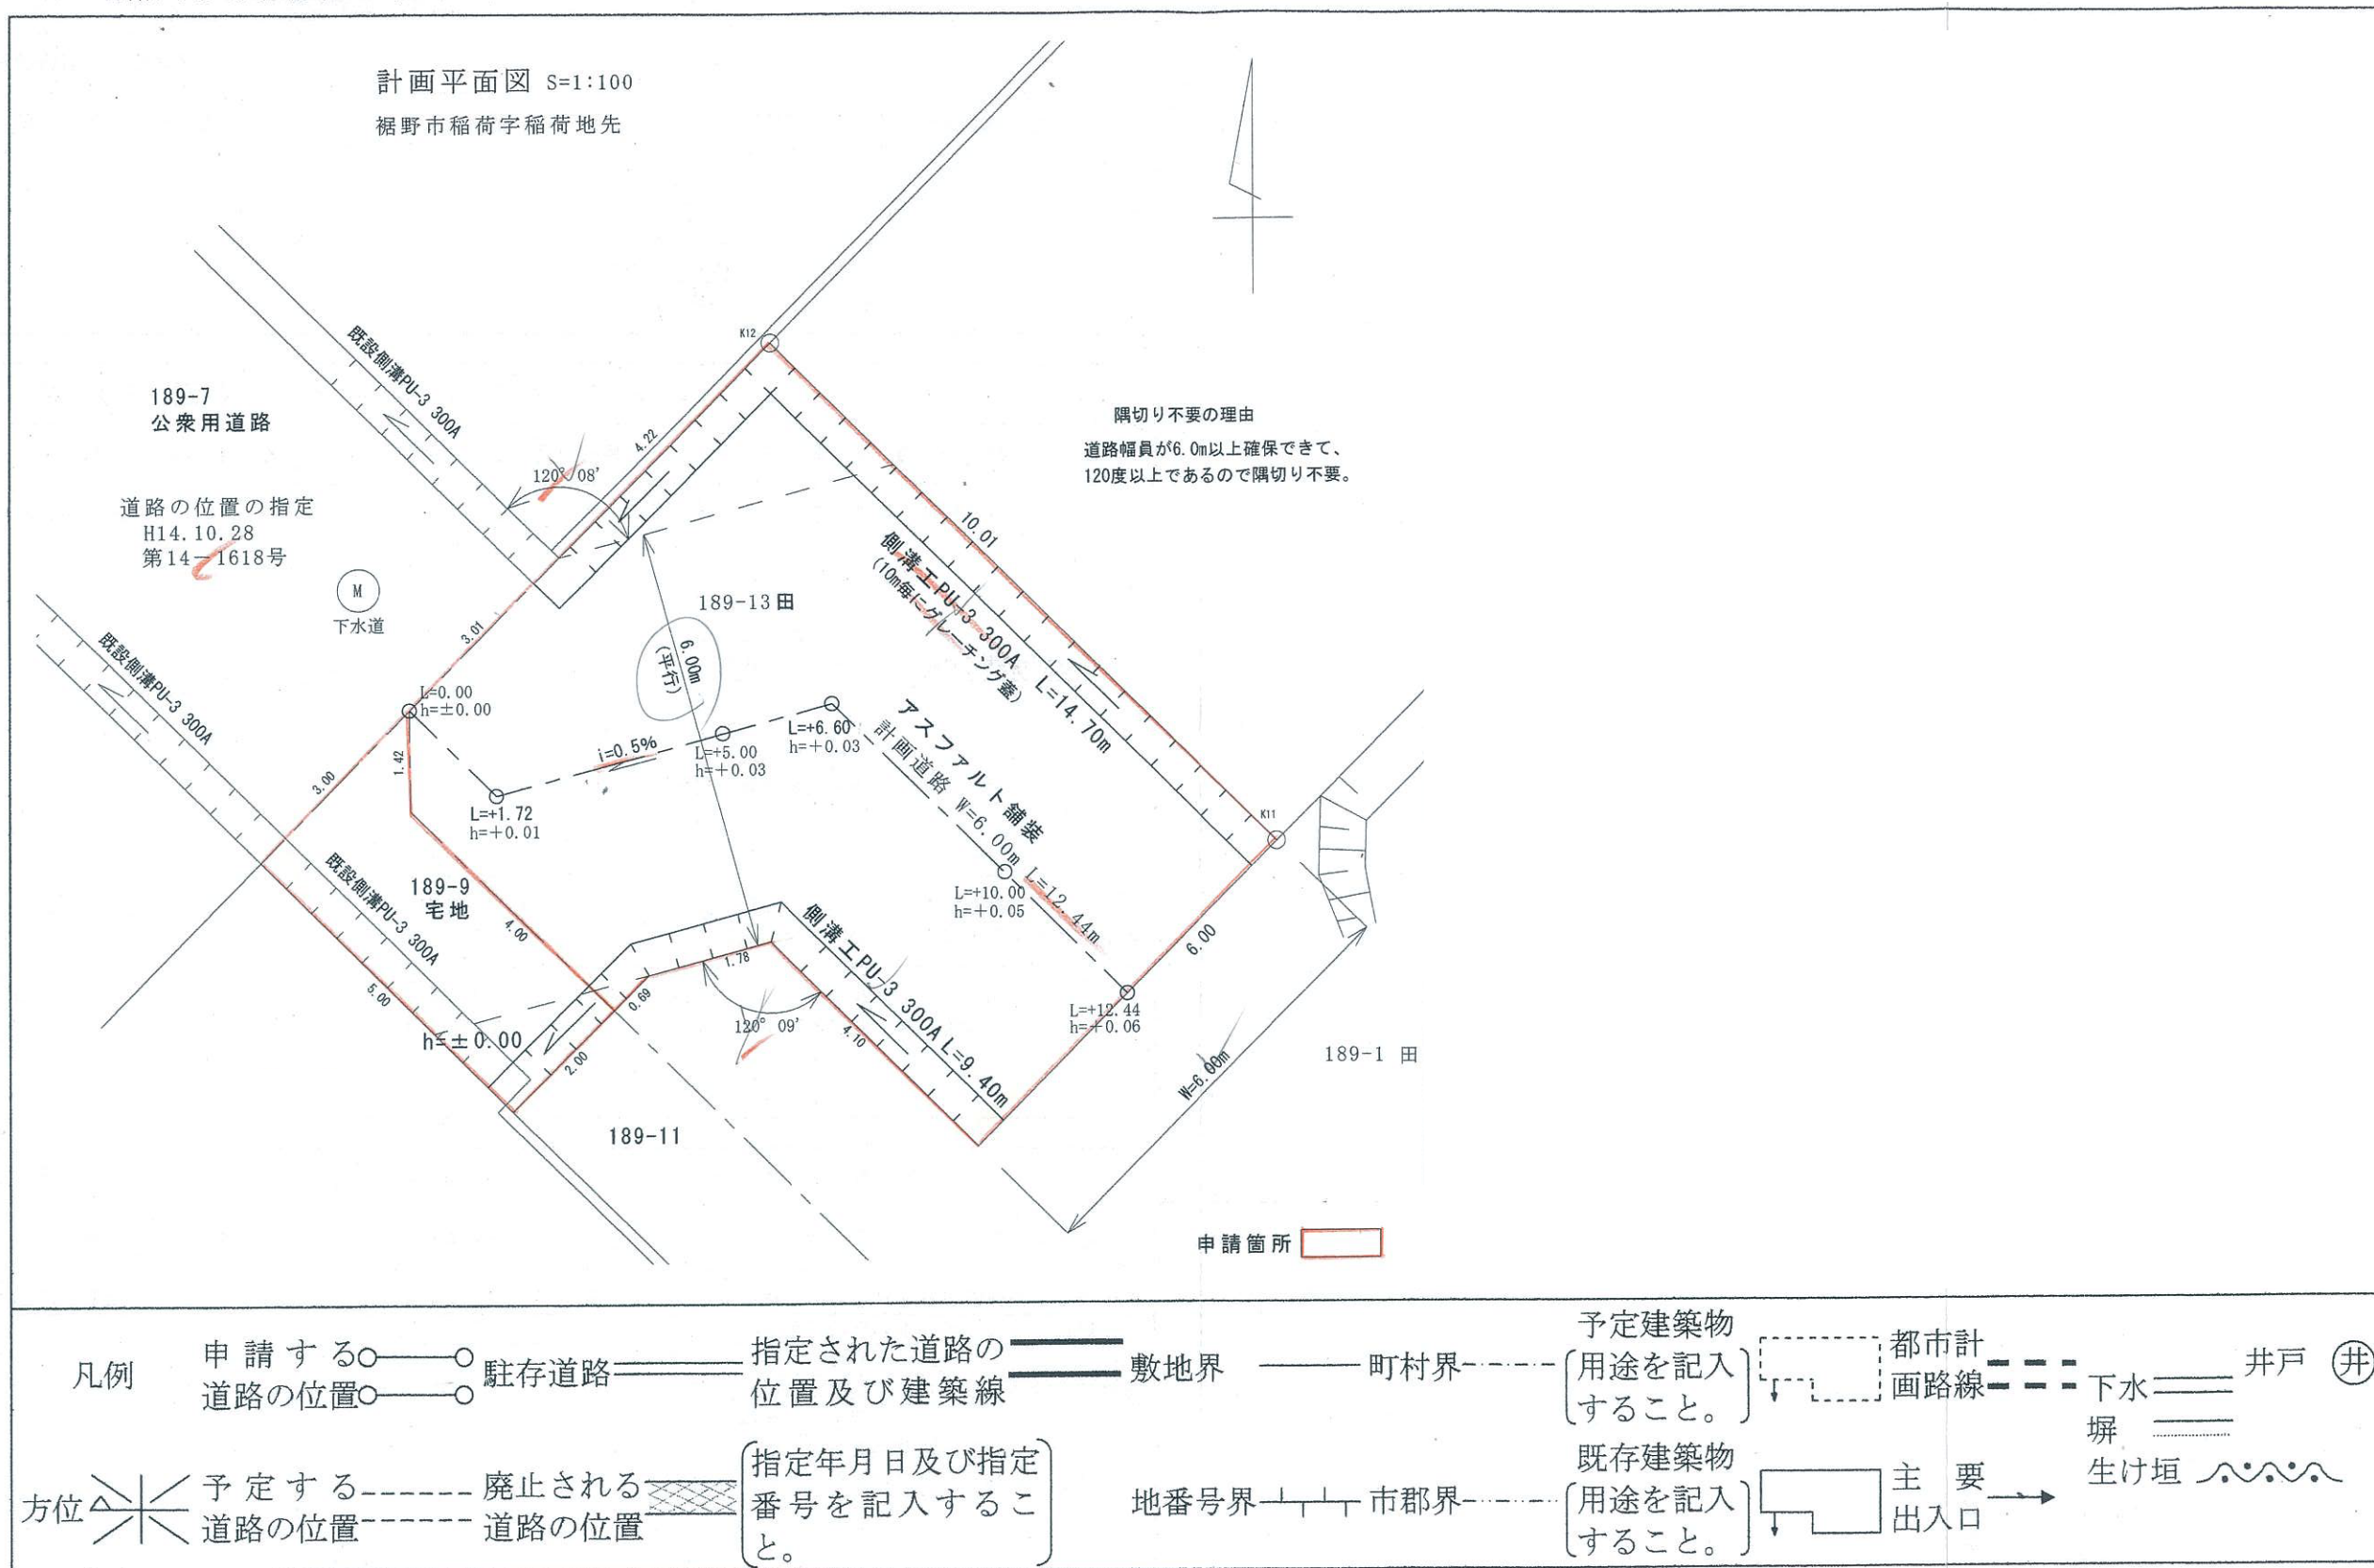 計画平面図 S=1:100
裾野市稲荷字稲荷地先
K12
既設側溝PU-3 300A
189-7
公衆用道路
4.22
120° 08'
隅切り不要の理由
道路幅員が6.0m以上確保できて、
120度以上であるので隅切り不要。
道路の位置の指定
H14.10.28
第14-1618号
M
下水道
10.01
側溝工PU-3 300A L=14.70m
(10m毎にグレーチング蓋)
189-13 田
3.01
6.00m
(平行)
既設側溝PU-3 300A
L=0.00
h=±0.00
L=+6.60
h=+0.03
L=+5.00
h=+0.03
i=0.5%
1.42
3.00
L=+1.72
h=+0.01
アスファルト舗装
計画道路 W=6.00m L=12.44m
K11
既設側溝PU-3 300A
189-9
宅地
4.00
L=+10.00
h=+0.05
側溝工PU-3 300A L=9.40m
6.00
1.78
5.00
0.69
120° 09'
4.10
L=+12.44
h=+0.06
h=±0.00
2.00
W=6.00m
189-1 田
189-11
申請箇所
凡例
申請する
道路の位置
駐存道路
指定された道路の
位置及び建築線
敷地界
町村界
予定建築物
用途を記入
すること。
都市計
画路線
下水
塀
生け垣
井戸 井
方位
予定する
道路の位置
廃止される
道路の位置
指定年月日及び指定
番号を記入するこ
と。
地番号界
市郡界
既存建築物
用途を記入
すること。
主要
出入口